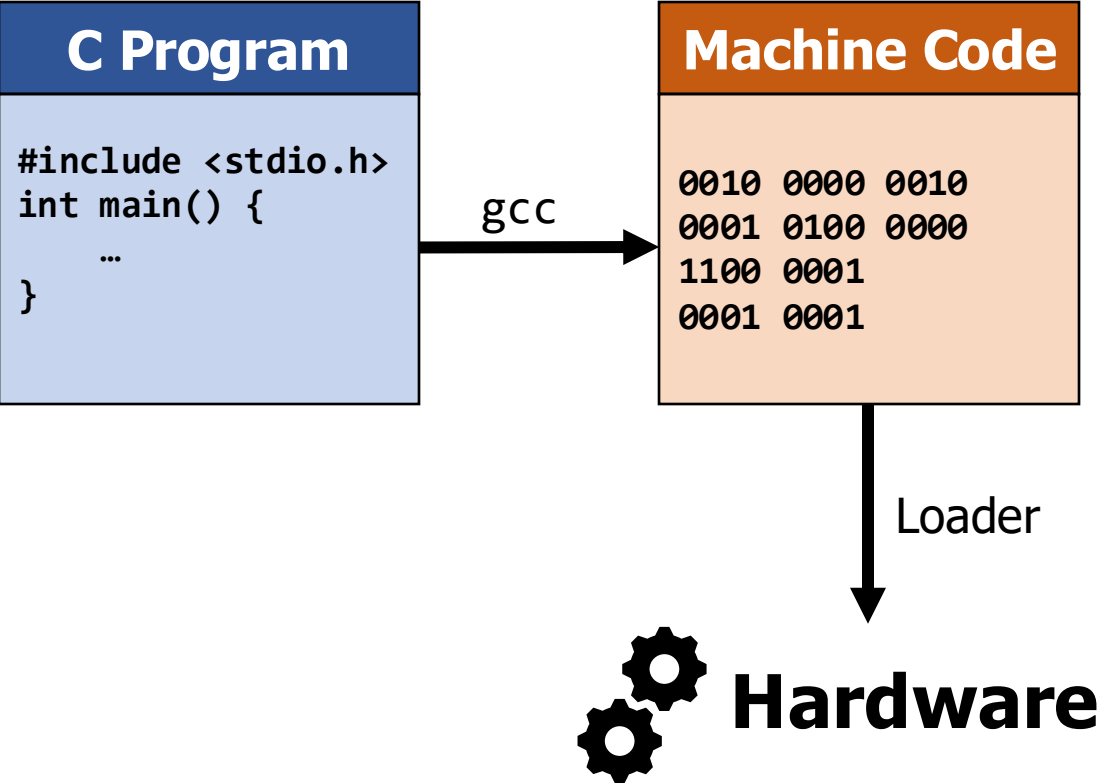 C Program
#include <stdio.h>
int main() {
…
}
gcc
Machine Code
0010 0000 0010
0001 0100 0000
1100 0001
0001 0001
Loader
Hardware